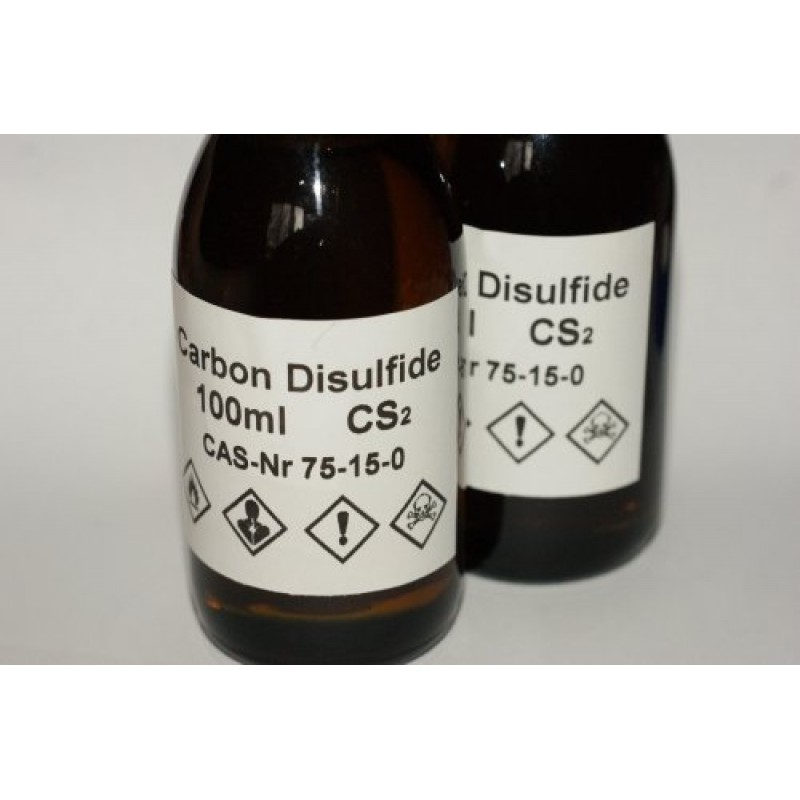 Carbon Disulfide
100ml CS2
CAS-Nr 75-15-0
Disulfide
l CS2
75-15-0